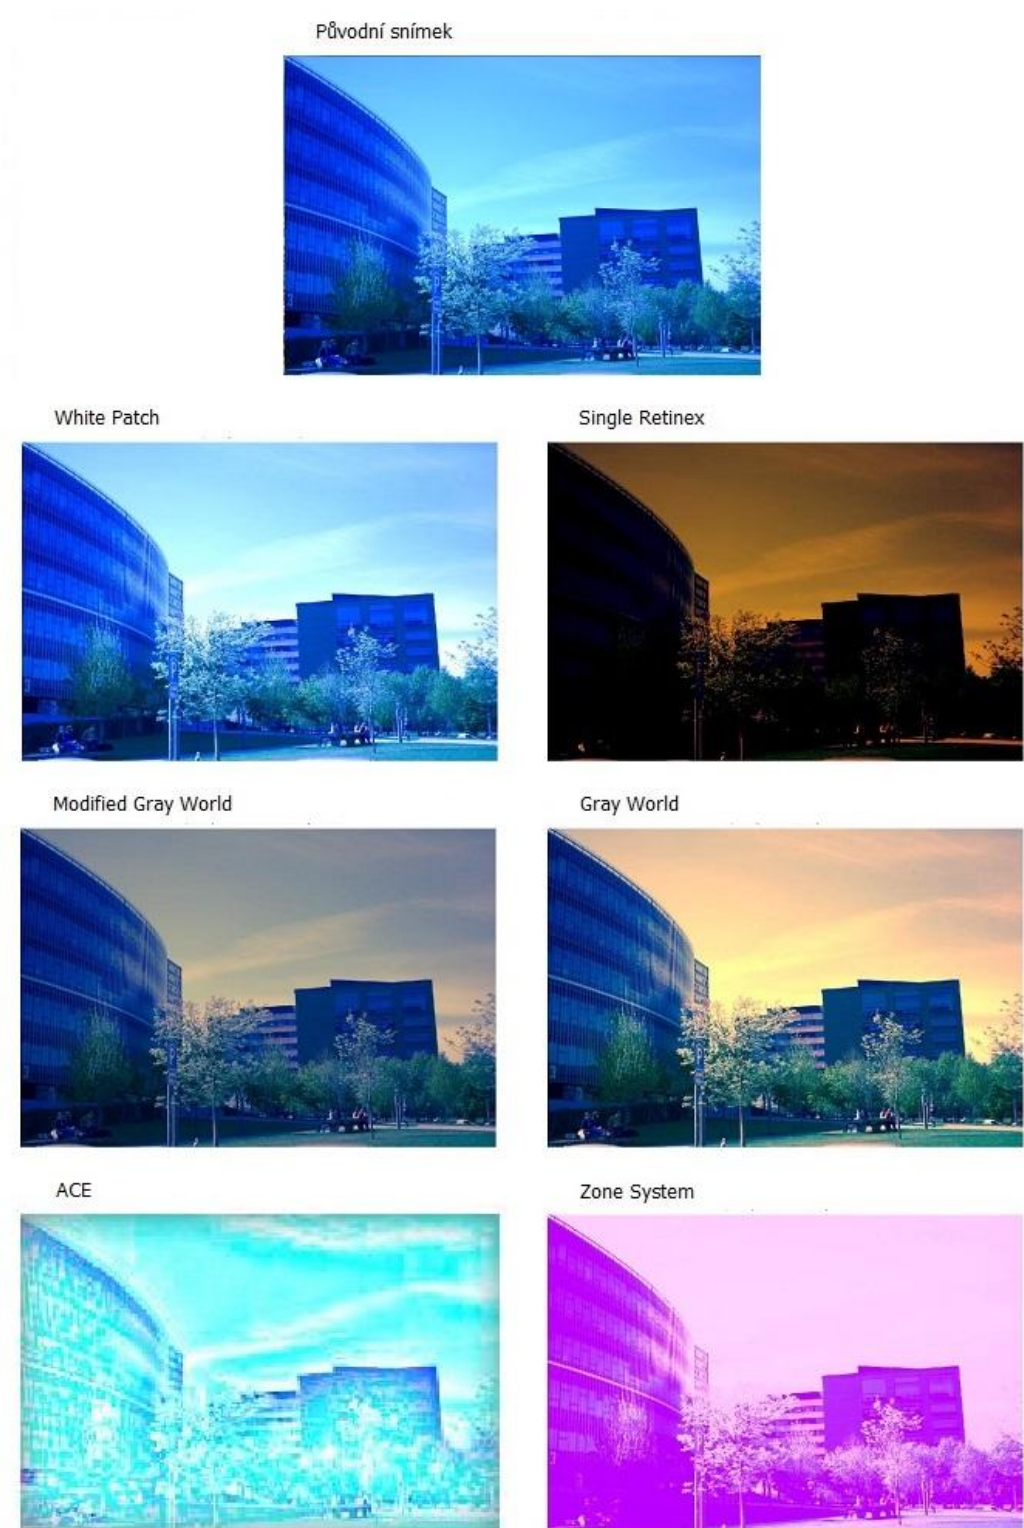 Původní snímek
White Patch
Single Retinex
Modified Gray World
Gray World
ACE
Zone System